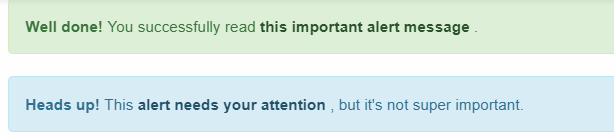 Well done! You successfully read this important alert message .
Heads up! This alert needs your attention , but it's not super important.